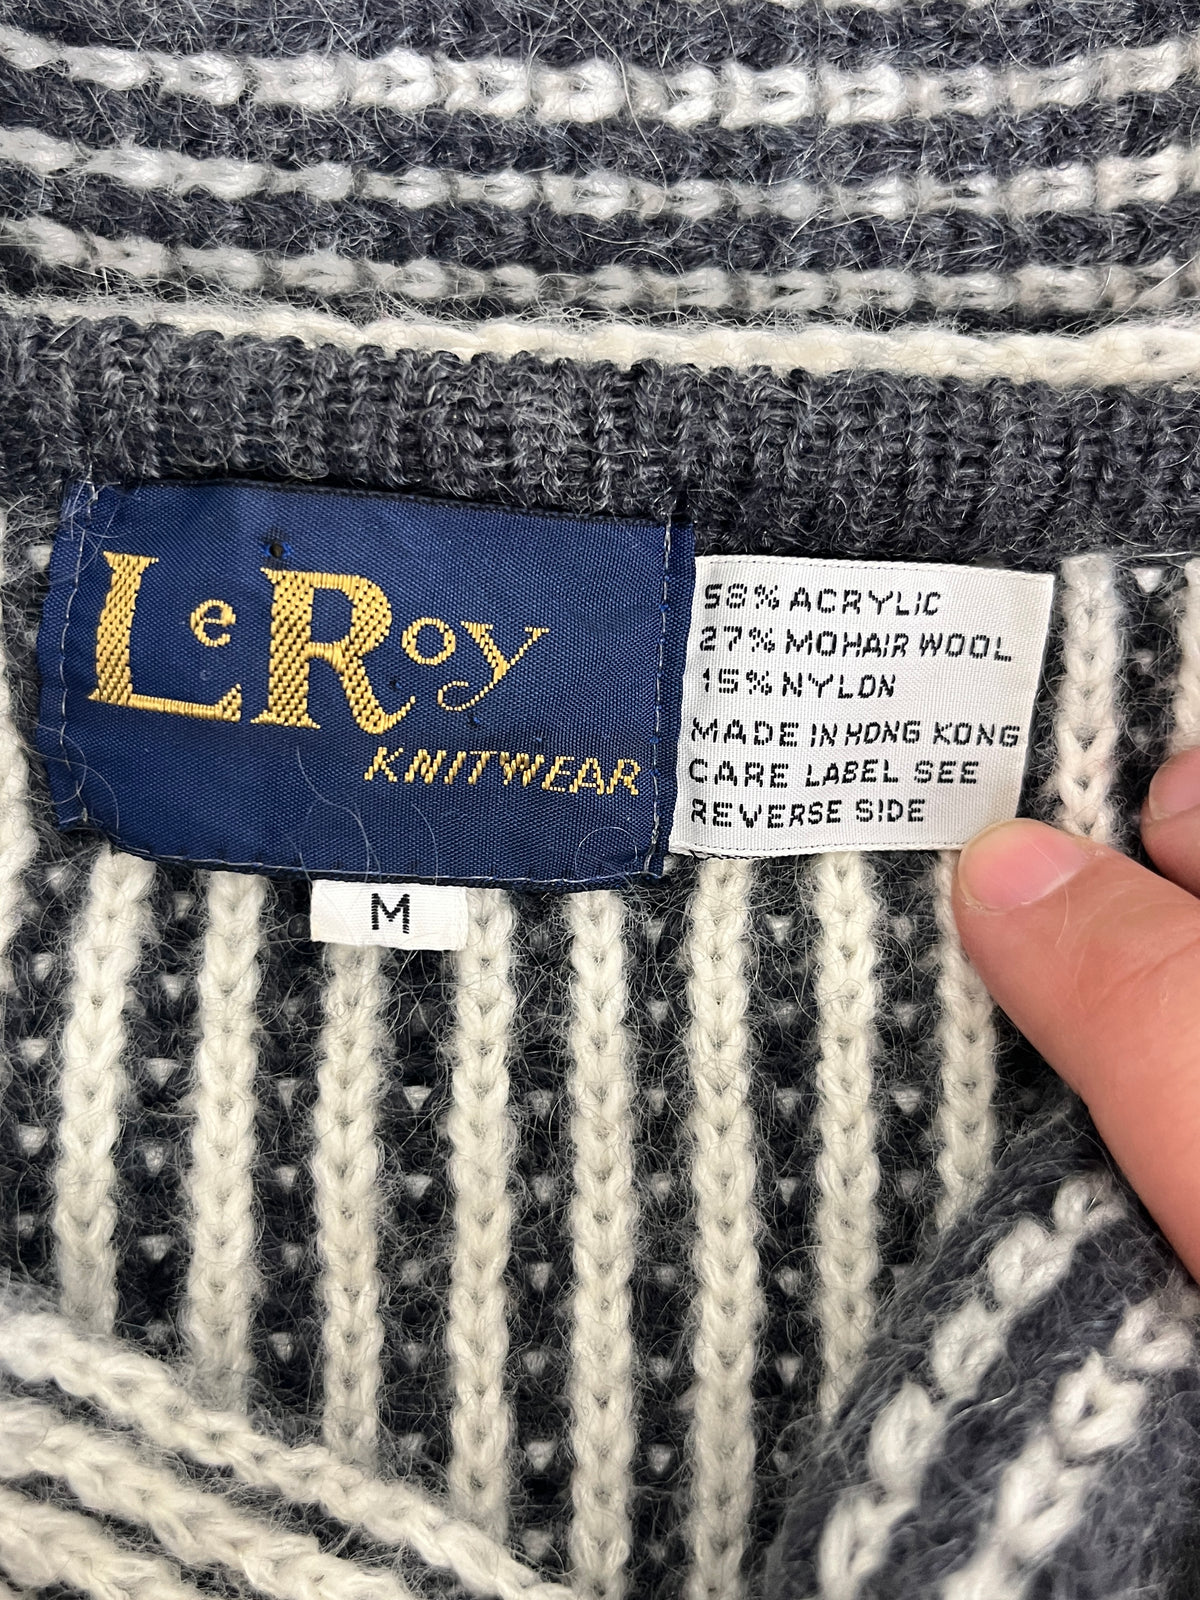 LeRoy
KNITWEAR
M
58% ACRYLIC
27% MOHAIR WOOL
15% NYLON
MADE IN HONG KONG
CARE LABEL SEE
REVERSE SIDE